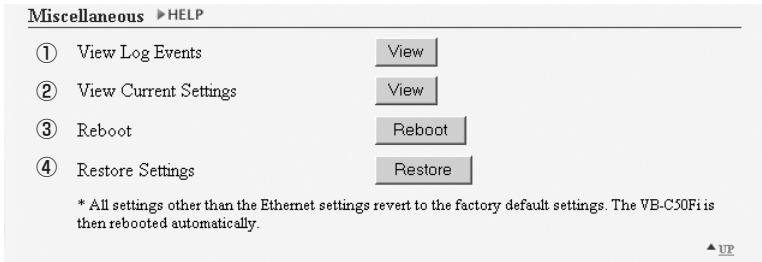 Miscellaneous ▶HELP
① View Log Events View
② View Current Settings View
③ Reboot Reboot
④ Restore Settings Restore
* All settings other than the Ethernet settings revert to the factory default settings. The VB-C50Fi is
then rebooted automatically.
▲UP